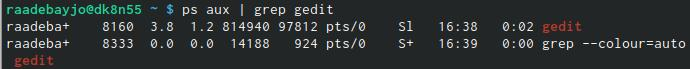 raadebayjo@dk8n55 ~ $ ps aux | grep gedit
raadeba+    8160  3.8  1.2 814940 97812 pts/0    Sl   16:38   0:02 gedit
raadeba+    8333  0.0  0.0  14188   924 pts/0    S+   16:39   0:00 grep --colour=auto
gedit